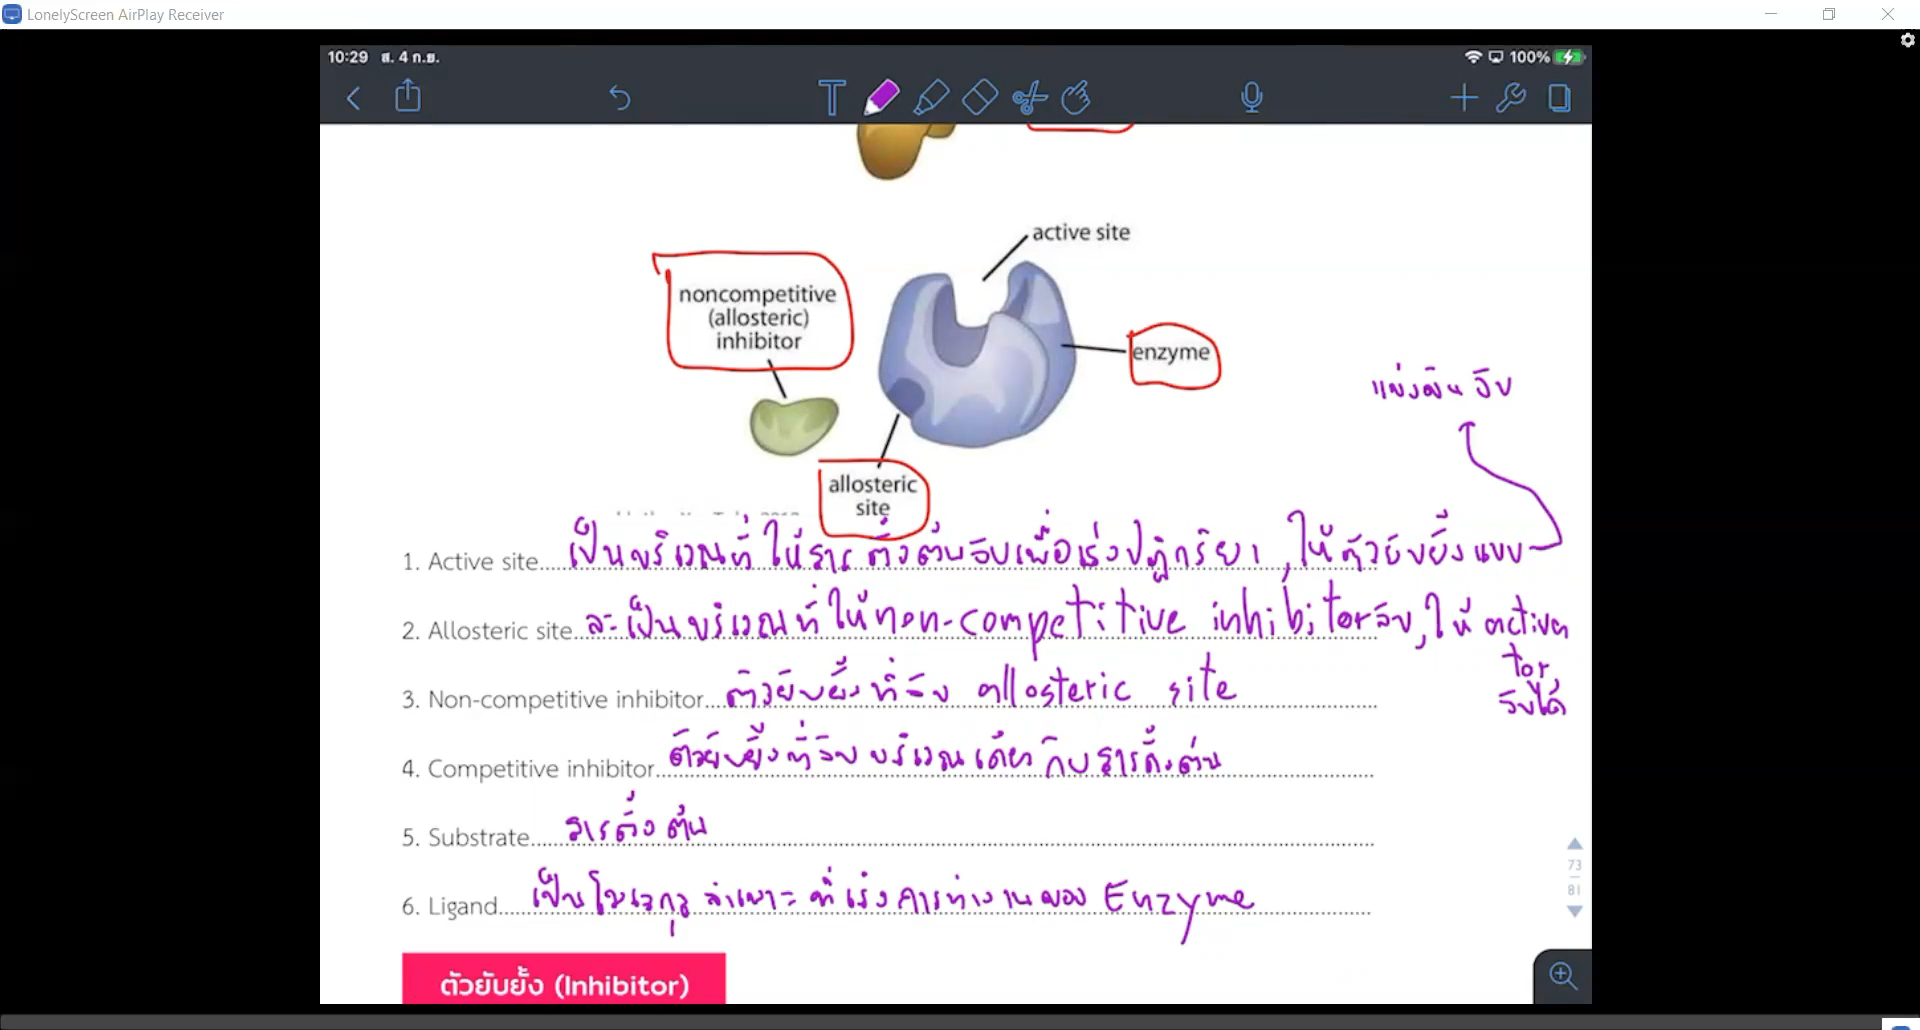 LonelyScreen AirPlay Receiver
10:29 ส. 4 ก.ย.
100%
active site
noncompetitive
(allosteric)
inhibitor
enzyme
แข่งขัน จับ
allosteric
site
1. Active site เป็นบริเวณที่ ให้สาร ตั้งต้นจับเพื่อเร่งปฏิกริยา , ให้ตัวยับยั้งแบบ
2. Allosteric site จะเป็นบริเวณที่ ให้ non-competitive inhibitor จับ, ให้ activa
tor
จับได้
3. Non-competitive inhibitor ตัวยับยั้งที่จับ allosteric site
4. Competitive inhibitor ตัวยับยั้งที่จับ บริเวณเดียวกับสารตั้งต้น
5. Substrate สารตั้งต้น
6. Ligand เป็นโมเลกุล จำเพาะ ที่เร่ง การทำงานของ Enzyme
73
81
ตัวยับยั้ง (Inhibitor)